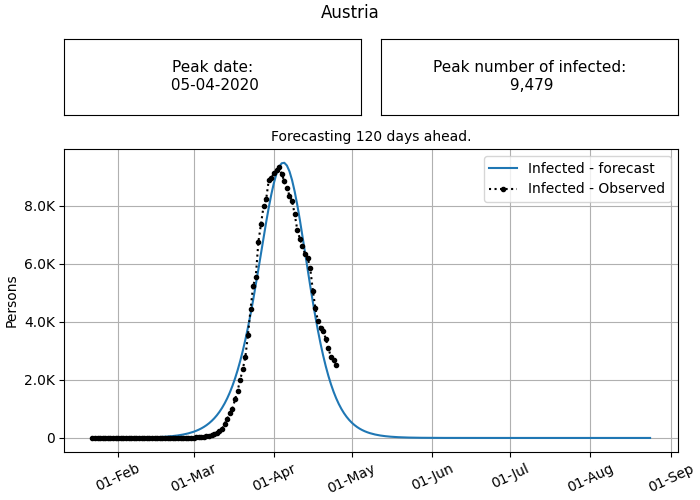 Austria
Peak date:
05-04-2020
Peak number of infected:
9,479
Forecasting 120 days ahead.
Infected - forecast
Infected - Observed
Persons
8.0K
6.0K
4.0K
2.0K
0
01-Feb
01-Mar
01-Apr
01-May
01-Jun
01-Jul
01-Aug
01-Sep